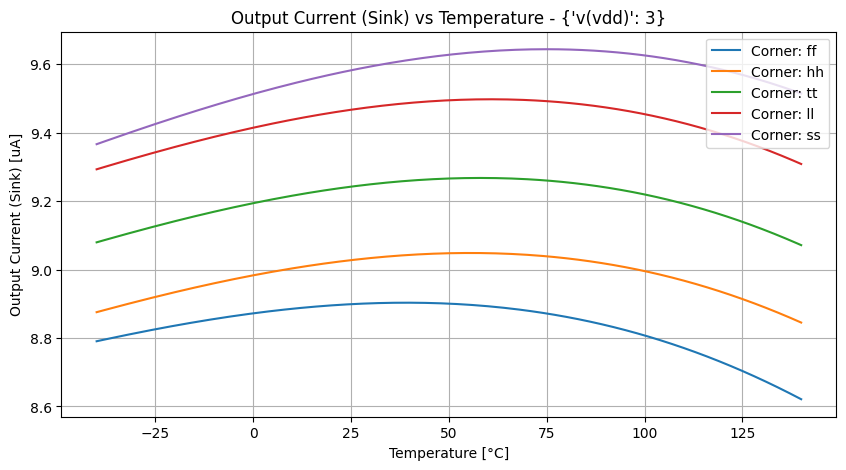 Output Current (Sink) vs Temperature - {'v(vdd)': 3}
Output Current (Sink) [uA]
9.6
9.4
9.2
9.0
8.8
8.6
Corner: ff
Corner: hh
Corner: tt
Corner: ll
Corner: ss
−25
0
25
50
75
100
125
Temperature [°C]